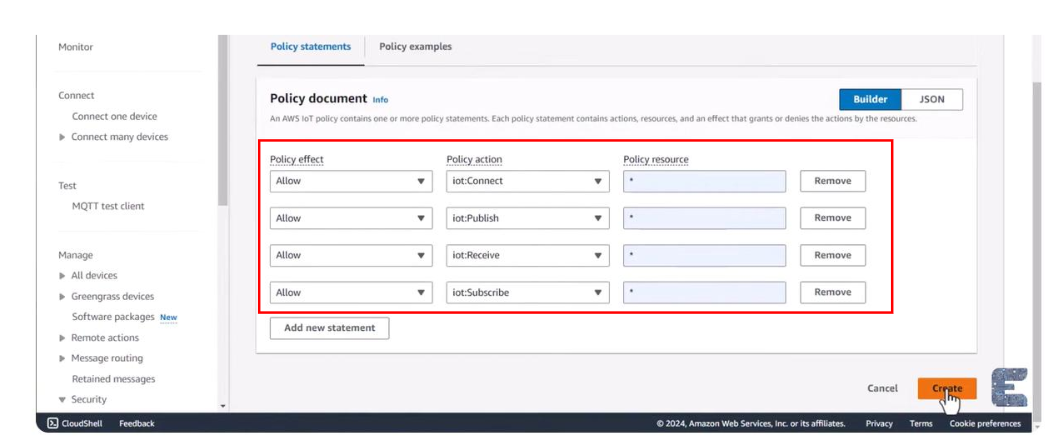 Monitor
Policy statements Policy examples
Connect
Connect one device
Connect many devices
Test
MQTT test client
Manage
All devices
Greengrass devices
Software packages New
Remote actions
Message routing
Retained messages
Security
Policy document Info
Builder JSON
An AWS IoT policy contains one or more policy statements. Each policy statement contains actions, resources, and an effect that grants or denies the actions by the resources.
Policy effect Policy action Policy resource
Allow iot:Connect * Remove
Allow iot:Publish * Remove
Allow iot:Receive * Remove
Allow iot:Subscribe * Remove
Add new statement
Cancel Create
E
CloudShell Feedback © 2024, Amazon Web Services, Inc. or its affiliates. Privacy Terms Cookie preferences